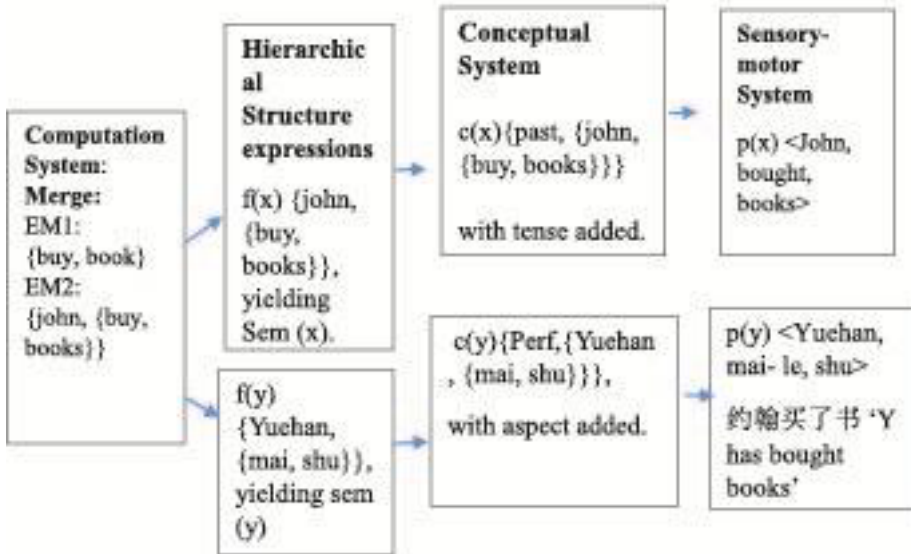 Computation
System:
Merge:
EM1:
{buy, book}
EM2:
{john, {buy,
books}}
Hierarchic
al
Structure
expressions
f(x) {john,
{buy,
books}},
yielding
Sem (x).
Conceptual
System
c(x){past, {john,
{buy, books}}}
with tense added.
Sensory-
motor
System
p(x) <John,
bought,
books>
f(y)
{Yuehan,
{mai, shu}},
yielding sem
(y)
c(y){Perf,{Yuehan
, {mai, shu}}},
with aspect added.
p(y) <Yuehan,
mai- le, shu>
约翰买了书 ‘Y
has bought
books’